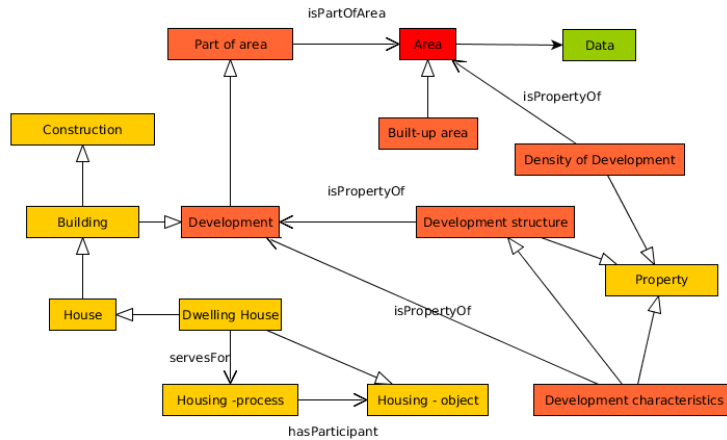 isPartOfArea
Part of area
Area
Data
isPropertyOf
Construction
Built-up area
Density of Development
isPropertyOf
Building
Development
Development structure
Property
House
Dwelling House
isPropertyOf
servesFor
Housing -process
Housing - object
Development characteristics
hasParticipant